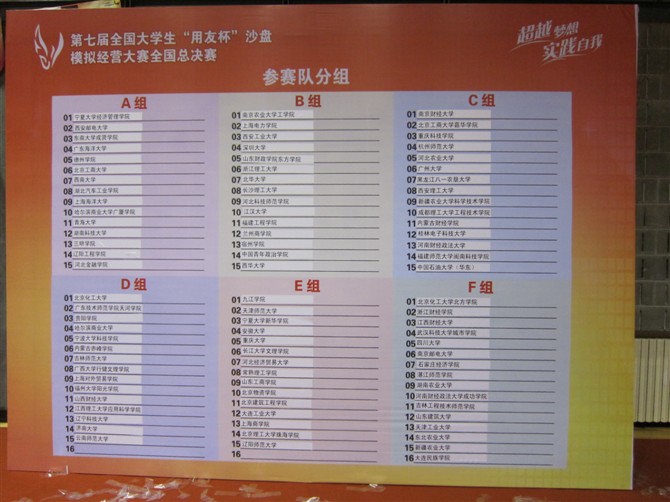 第七届全国大学生“用友杯”沙盘
模拟经营大赛全国总决赛
超越梦想
实践自我
参赛队分组
A组
01 宁夏大学经济管理学院
02 西安邮电大学
03 东南大学成贤学院
04 广东海洋大学
05 德州学院
06 北京工商大学
07 西南大学
08 湖北汽车工业学院
09 上海海洋大学
10 哈尔滨商业大学广厦学院
11 青海大学
12 湖南科技大学
13 三明学院
14 辽阳工程学院
15 河北金融学院
B组
01 南京农业大学工学院
02 上海电力学院
03 西安工业大学
04 深圳大学
05 山东财政学院东方学院
06 浙江理工大学
07 北华大学
08 长沙理工大学
09 河北科技师范学院
10 江汉大学
11 福建工程学院
12 兰州商学院
13 宿州学院
14 中国青年政治学院
15 西华大学
C组
01 南京财经大学
02 北京工商大学嘉华学院
03 重庆科技学院
04 杭州师范大学
05 河北农业大学
06 广州大学
07 黑龙江八一农垦大学
08 西安理工大学
09 新疆农业大学科学技术学院
10 成都理工大学工程技术学院
11 内蒙古财经学院
12 桂林电子科技大学
13 河南财经政法大学
14 福建师范大学闽南科技学院
15 中国石油大学（华东）
D组
01 北京化工大学
02 广东技术师范学院天河学院
03 贵阳学院
04 哈尔滨商业大学
05 宁波大学科技学院
06 内蒙古赤峰学院
07 吉林师范大学
08 广西大学行健文理学院
09 上海对外贸易学院
10 福州大学阳光学院
11 山西财经大学
12 江西理工大学应用科学学院
13 辽宁科技大学
14 济南大学
15 云南师范大学
16
E组
01 九江学院
02 天津师范大学
03 宁夏大学新华学院
04 安徽大学
05 重庆大学
06 长江大学文理学院
07 河北经济贸易大学
08 常熟理工学院
09 山东工商学院
10 北京物资学院
11 北京建筑工程学院
12 大连工业大学
13 上海商学院
14 北京理工大学珠海学院
15 辽阳师范大学
16
F组
01 北京化工大学北方学院
02 浙江财经学院
03 江西财经大学
04 武汉科技大学城市学院
05 四川大学
06 南京邮电大学
07 石家庄经济学院
08 湛江师范学院
09 湖南农业大学
10 河南财经政法大学成功学院
11 吉林工程技术师范学院
12 山东建筑大学
13 天津工业大学
14 东北农业大学
15 新疆农业大学
16 大连民族学院